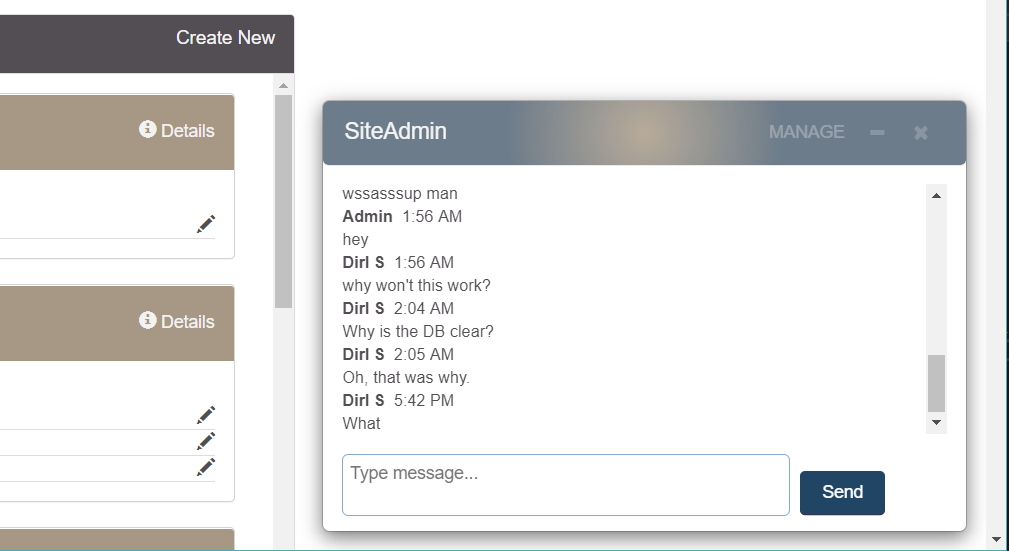 Create New
Details
Details
SiteAdmin MANAGE
wssasssup man
Admin 1:56 AM
hey
Dirl S 1:56 AM
why won't this work?
Dirl S 2:04 AM
Why is the DB clear?
Dirl S 2:05 AM
Oh, that was why.
Dirl S 5:42 PM
What
Type message...
Send